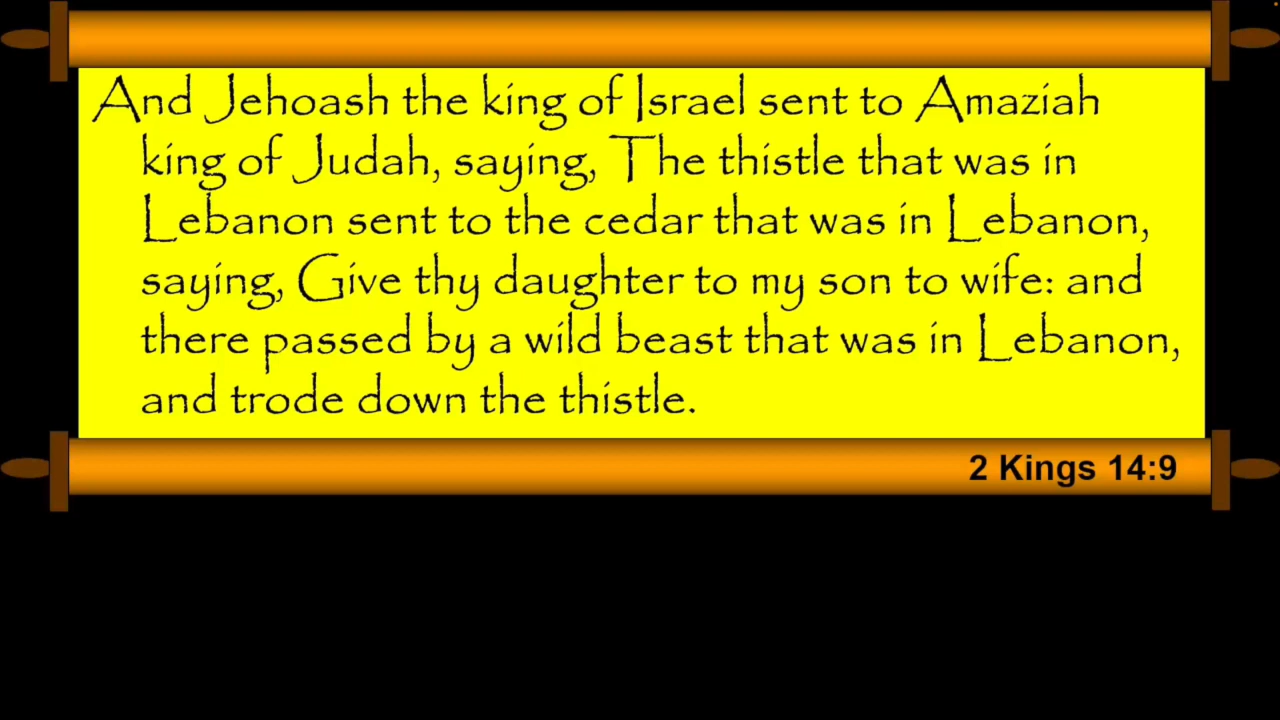 And Jehoash the king of Israel sent to Amaziah
king of Judah, saying, The thistle that was in
Lebanon sent to the cedar that was in Lebanon,
saying, Give thy daughter to my son to wife: and
there passed by a wild beast that was in Lebanon,
and trode down the thistle.
2 Kings 14:9